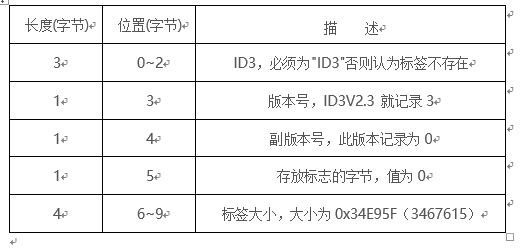 长度(字节) 位置(字节) 描 述
3 0~2 ID3，必须为"ID3"否则认为标签不存在
1 3 版本号，ID3V2.3 就记录 3
1 4 副版本号，此版本记录为 0
1 5 存放标志的字节，值为 0
4 6~9 标签大小，大小为 0x34E95F（3467615）